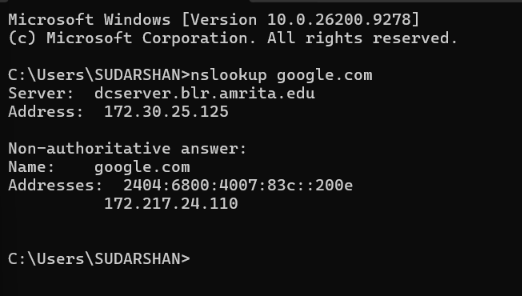 Microsoft Windows [Version 10.0.26200.9278]
(c) Microsoft Corporation. All rights reserved.
C:\Users\SUDARSHAN>nslookup google.com
Server:  dcserver.blr.amrita.edu
Address:  172.30.25.125
Non-authoritative answer:
Name:    google.com
Addresses:  2404:6800:4007:83c::200e
          172.217.24.110
C:\Users\SUDARSHAN>